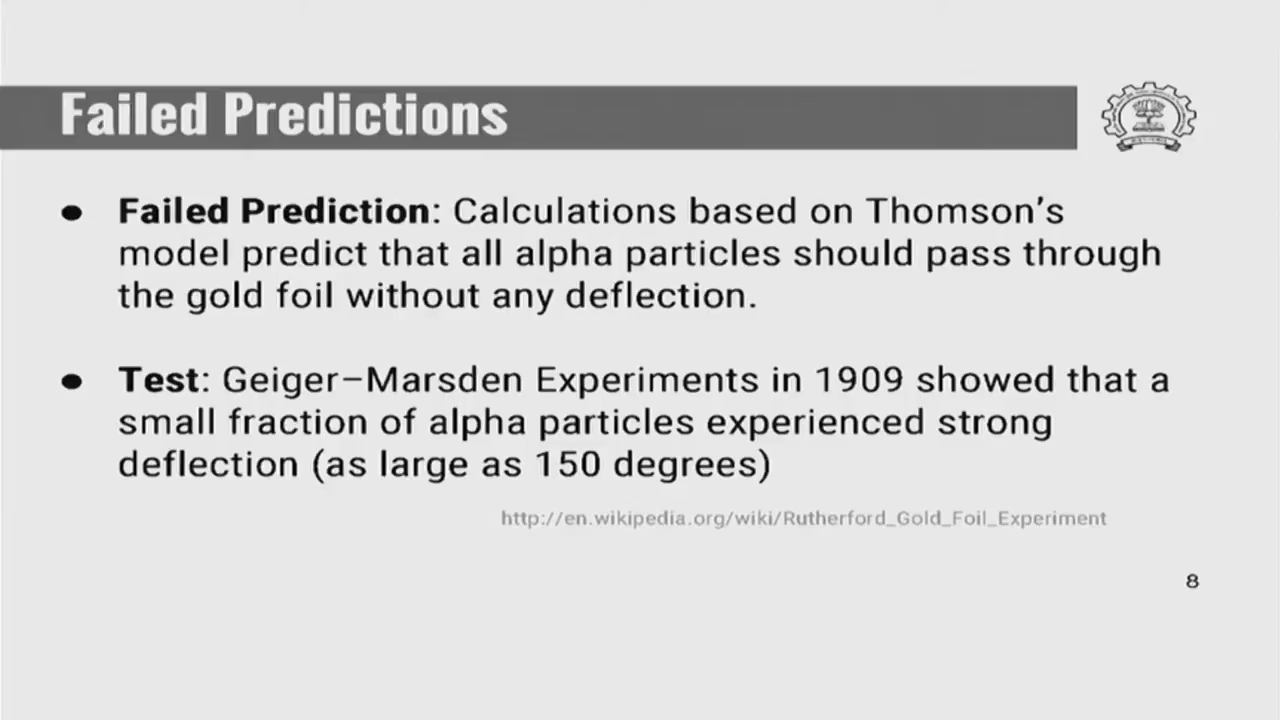 Failed Predictions
● Failed Prediction: Calculations based on Thomson's
model predict that all alpha particles should pass through
the gold foil without any deflection.
● Test: Geiger–Marsden Experiments in 1909 showed that a
small fraction of alpha particles experienced strong
deflection (as large as 150 degrees)
http://en.wikipedia.org/wiki/Rutherford_Gold_Foil_Experiment
8